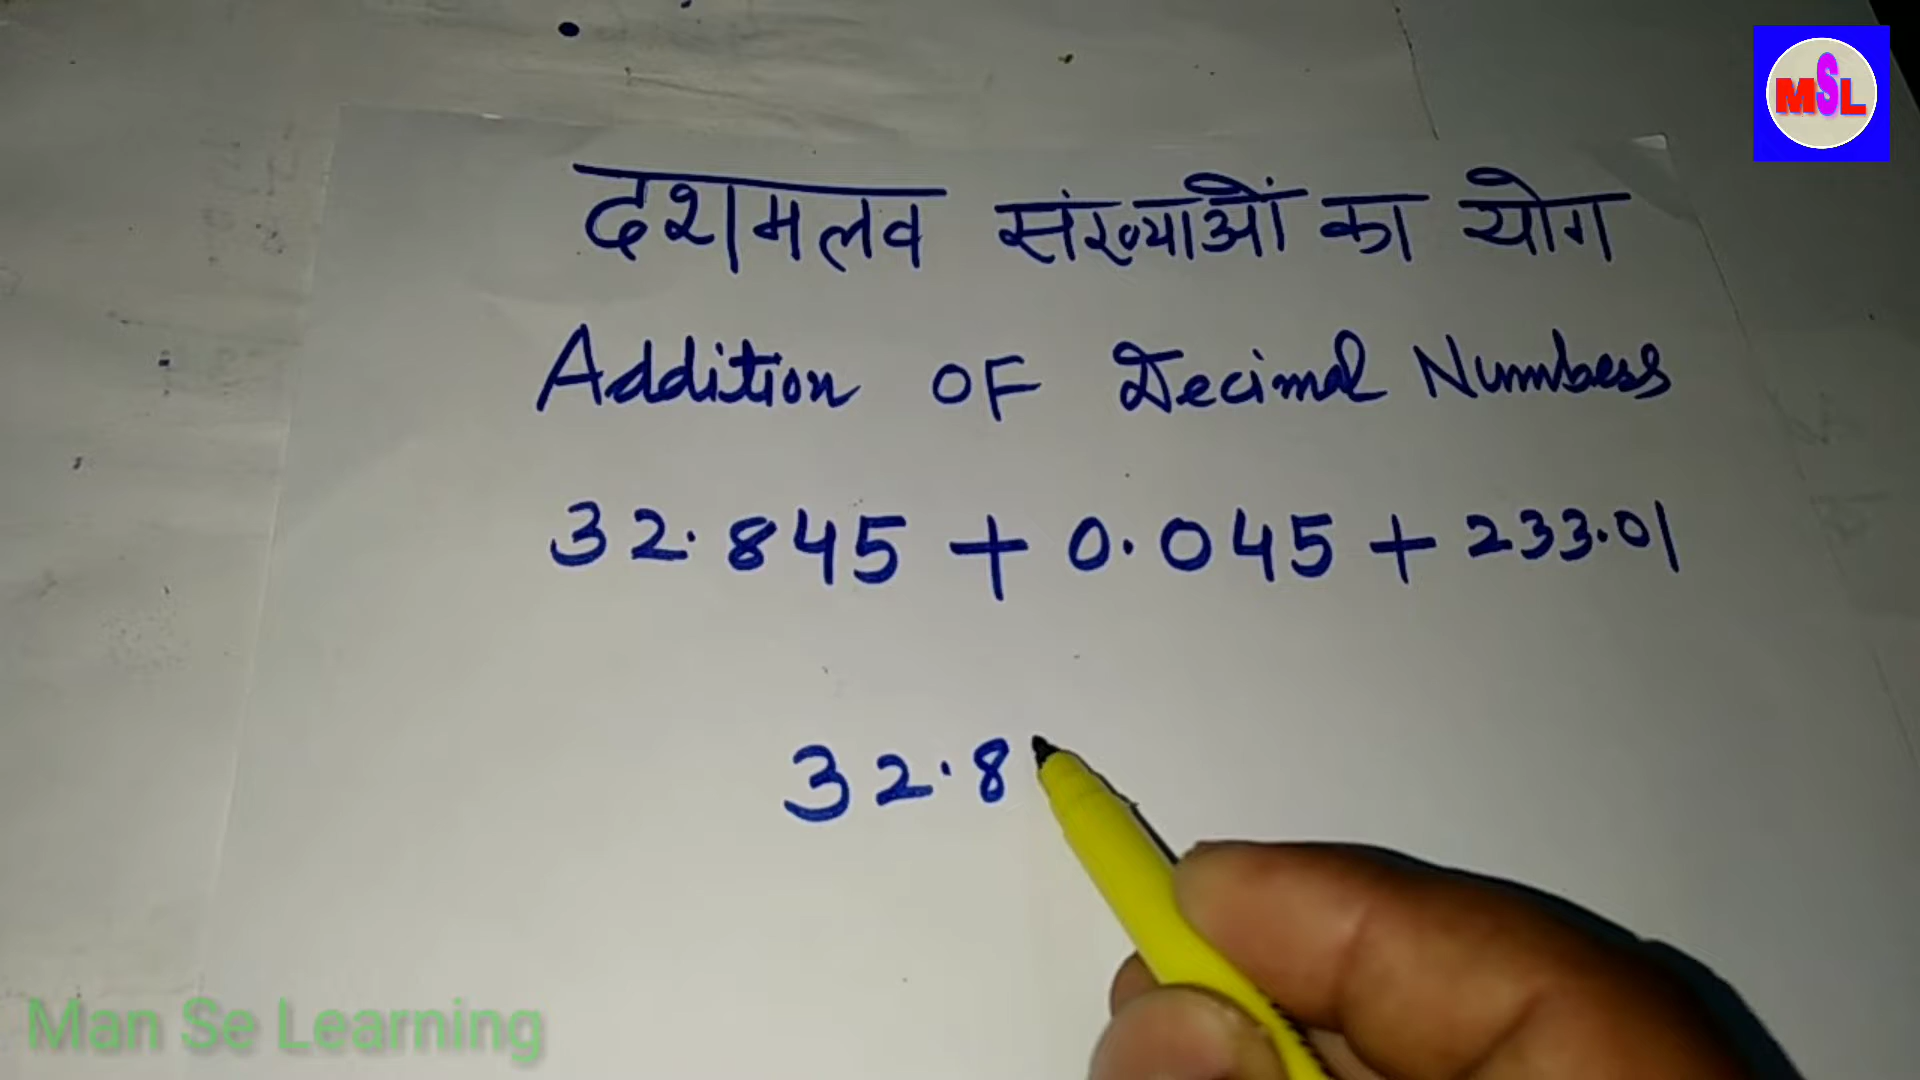 MSL
दशमलव संख्याओं का योग
Addition OF Decimal Numbers
32.845 + 0.045 + 233.01
32.8
Man Se Learning